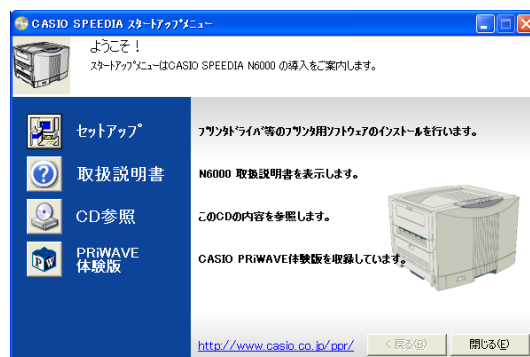 CASIO SPEEDIA ｽﾀｰﾄｱｯﾌﾟﾒﾆｭｰ
ようこそ！
ｽﾀｰﾄｱｯﾌﾟﾒﾆｭｰはCASIO SPEEDIA N6000 の導入をご案内します。
セットアップ
ﾌﾟﾘﾝﾀﾄﾞﾗｲﾊﾞ等のﾌﾟﾘﾝﾀ用ｿﾌﾄｳｪｱのｲﾝｽﾄｰﾙを行います。
取扱説明書
N6000 取扱説明書を表示します。
CD参照
このCDの内容を参照します。
PRiWAVE
体験版
CASIO PRiWAVE体験版を収録しています。
http://www.casio.co.jp/ppr/
< 戻る(B)
閉じる(E)